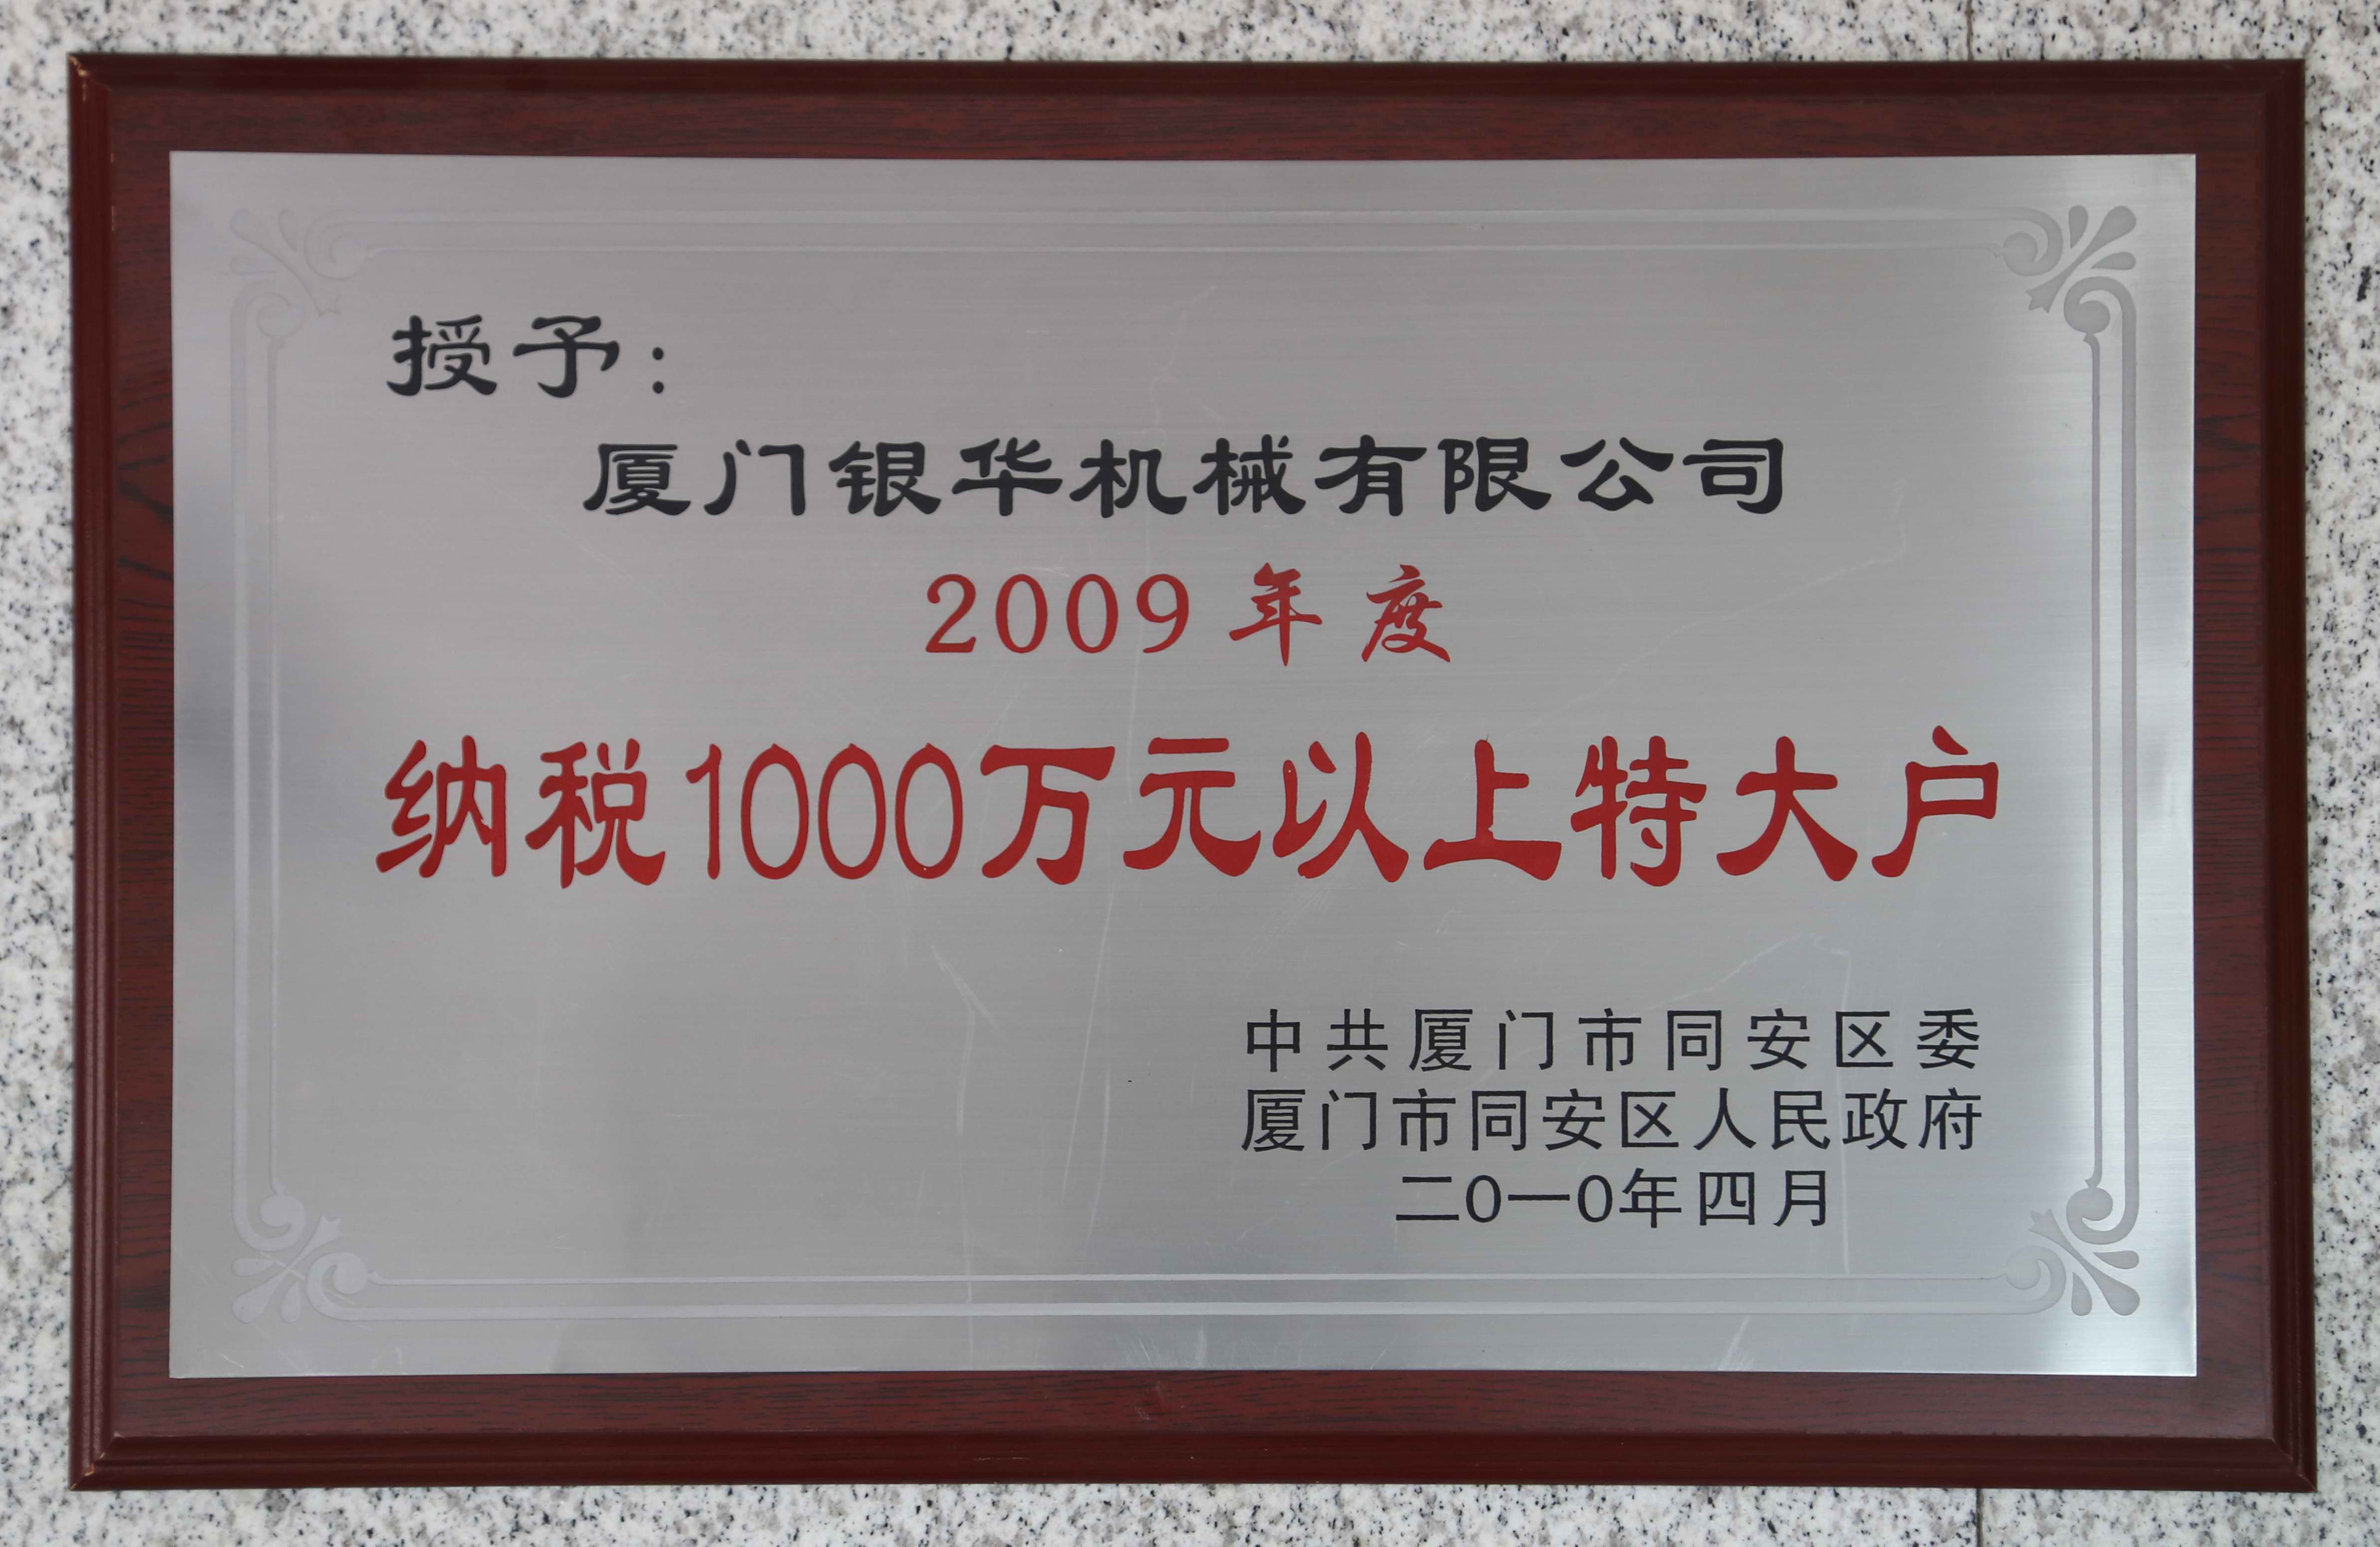 授予：
厦门银华机械有限公司
2009年度
纳税1000万元以上特大户
中共厦门市同安区委
厦门市同安区人民政府
二0一0年四月